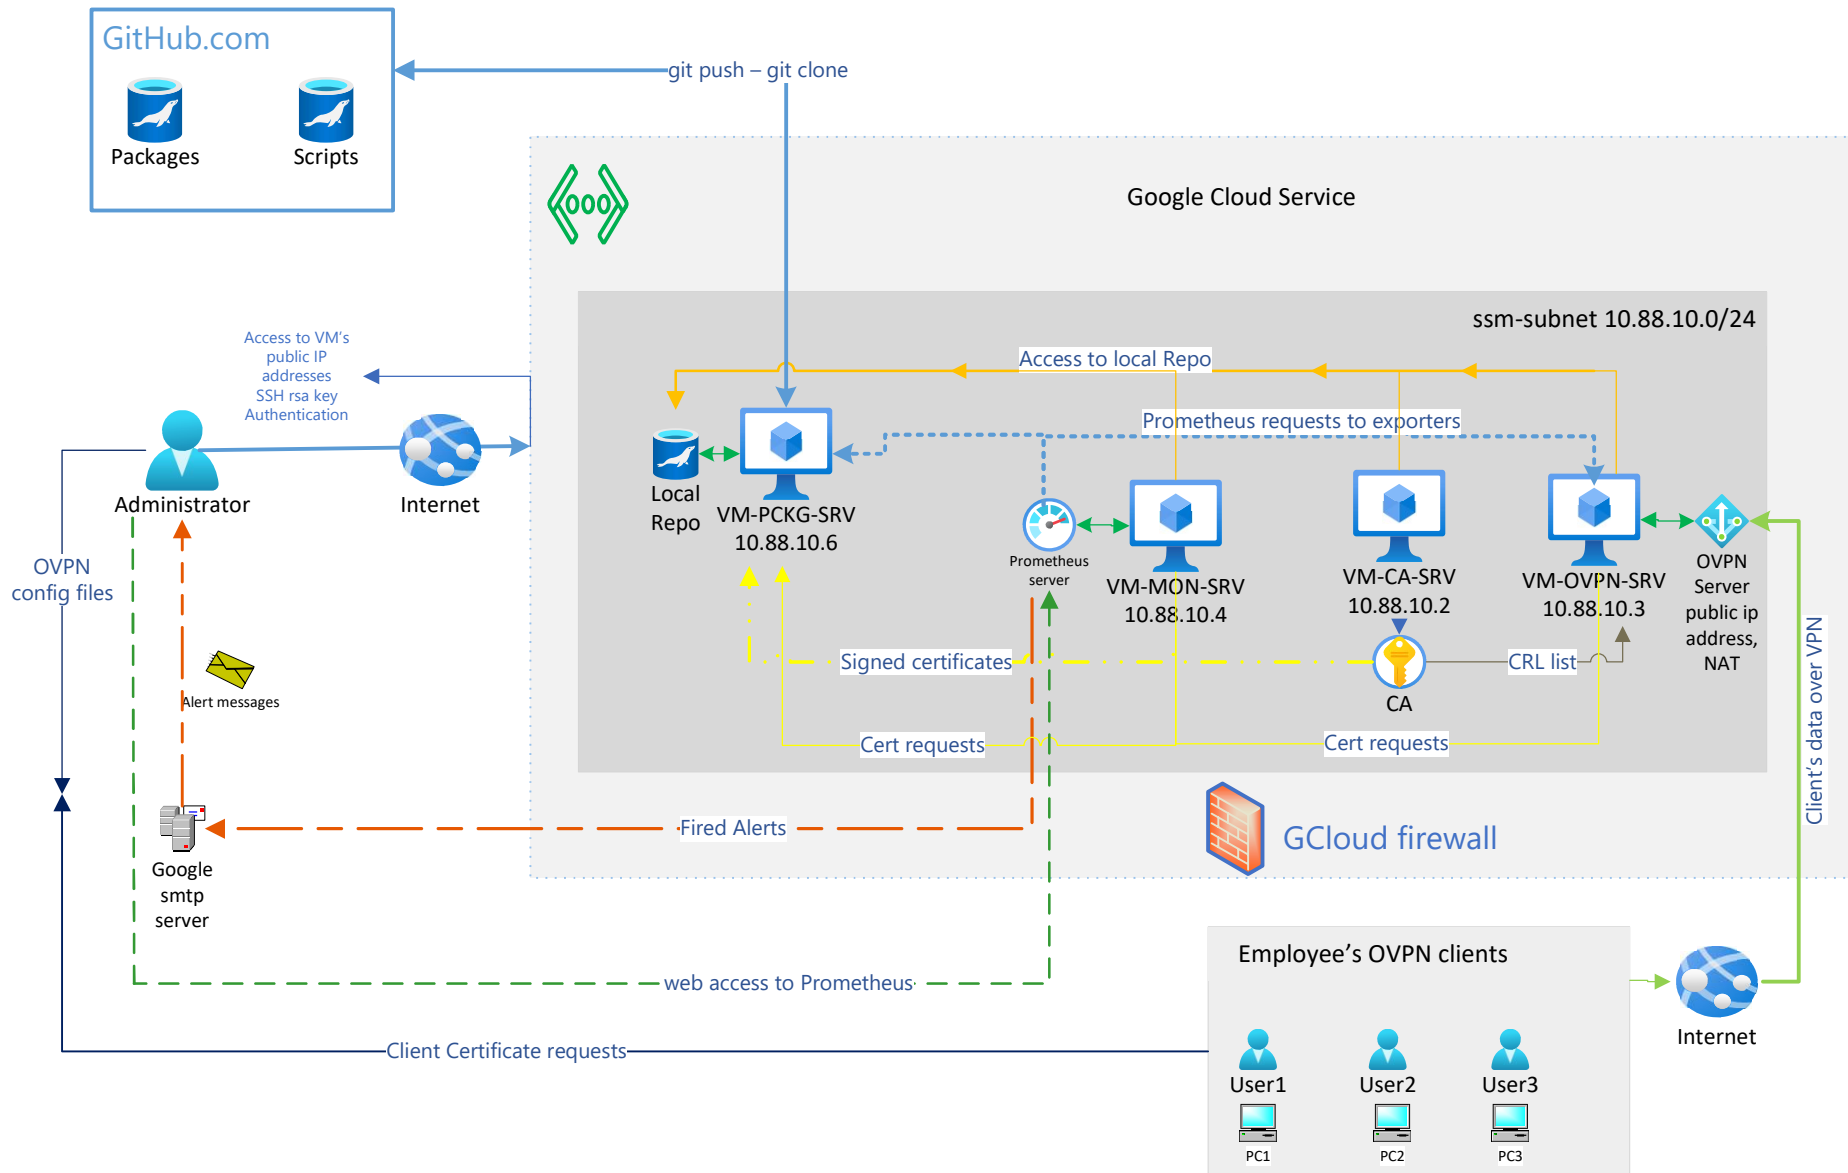 GitHub.com
Packages
Scripts
git push – git clone
Google Cloud Service
ssm-subnet 10.88.10.0/24
Access to VM's
public IP
addresses
SSH rsa key
Authentication
Administrator
Internet
Access to local Repo
Prometheus requests to exporters
Local
Repo
VM-PCKG-SRV
10.88.10.6
Prometheus
server
VM-MON-SRV
10.88.10.4
VM-CA-SRV
10.88.10.2
VM-OVPN-SRV
10.88.10.3
OVPN
Server
public ip
address,
NAT
OVPN
config files
Signed certificates
CRL list
CA
Cert requests
Cert requests
Client's data over VPN
Alert messages
Google
smtp
server
Fired Alerts
GCloud firewall
web access to Prometheus
Client Certificate requests
Employee's OVPN clients
Internet
User1
User2
User3
PC1
PC2
PC3